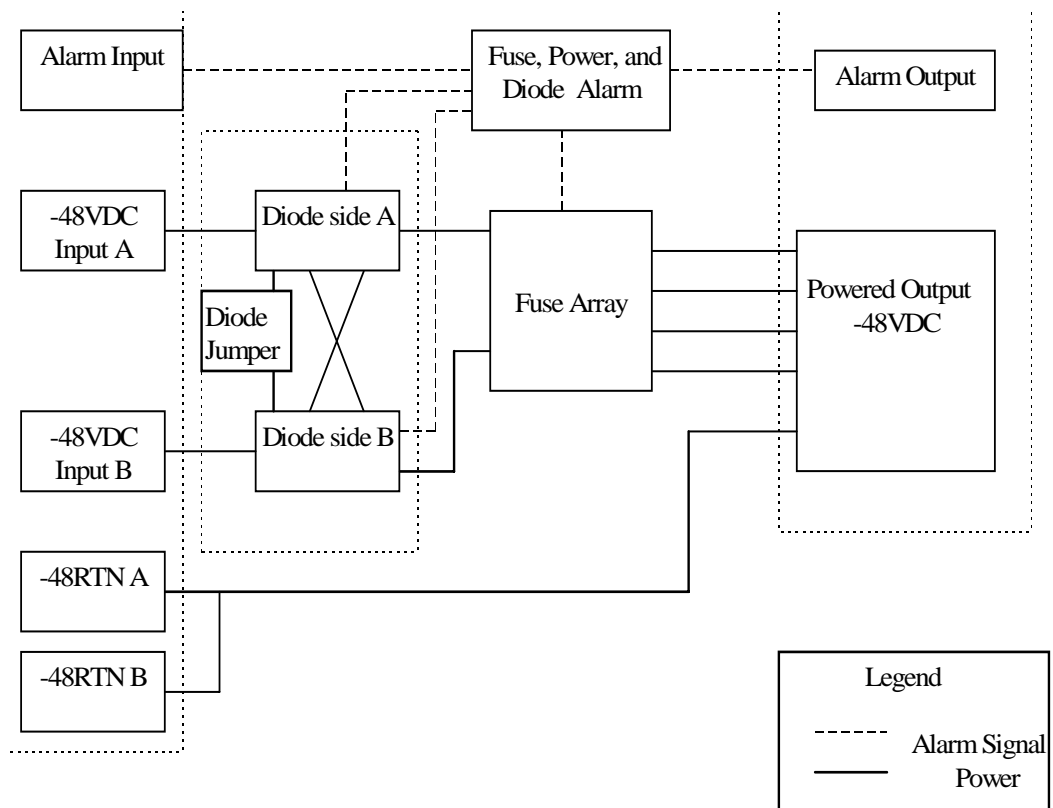 Alarm Input
Fuse, Power, and
Diode Alarm
Alarm Output
-48VDC
Input A
Diode side A
Fuse Array
Powered Output
-48VDC
Diode
Jumper
-48VDC
Input B
Diode side B
-48RTN A
-48RTN B
Legend
Alarm Signal
Power